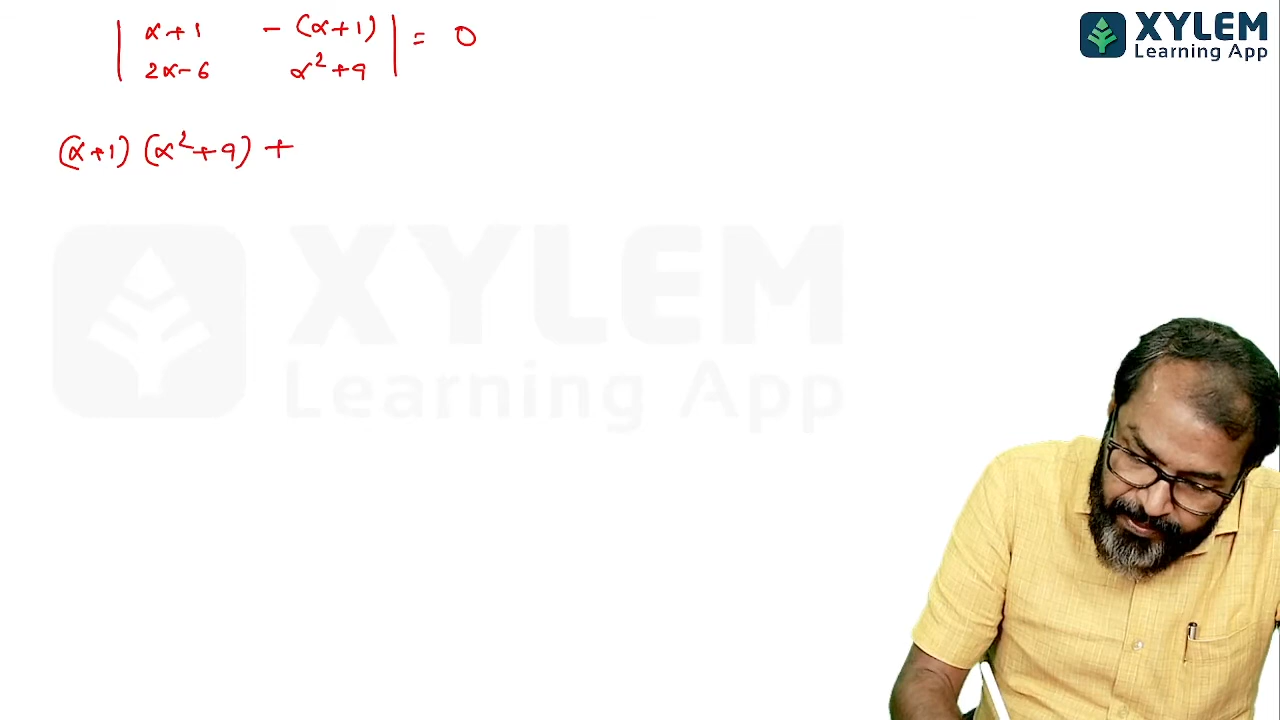 XYLEM
Learning App
| α+1 -(α+1) | = 0
| 2α-6 α²+9 |
(α+1) (α²+9) +
XYLEM
Learning App